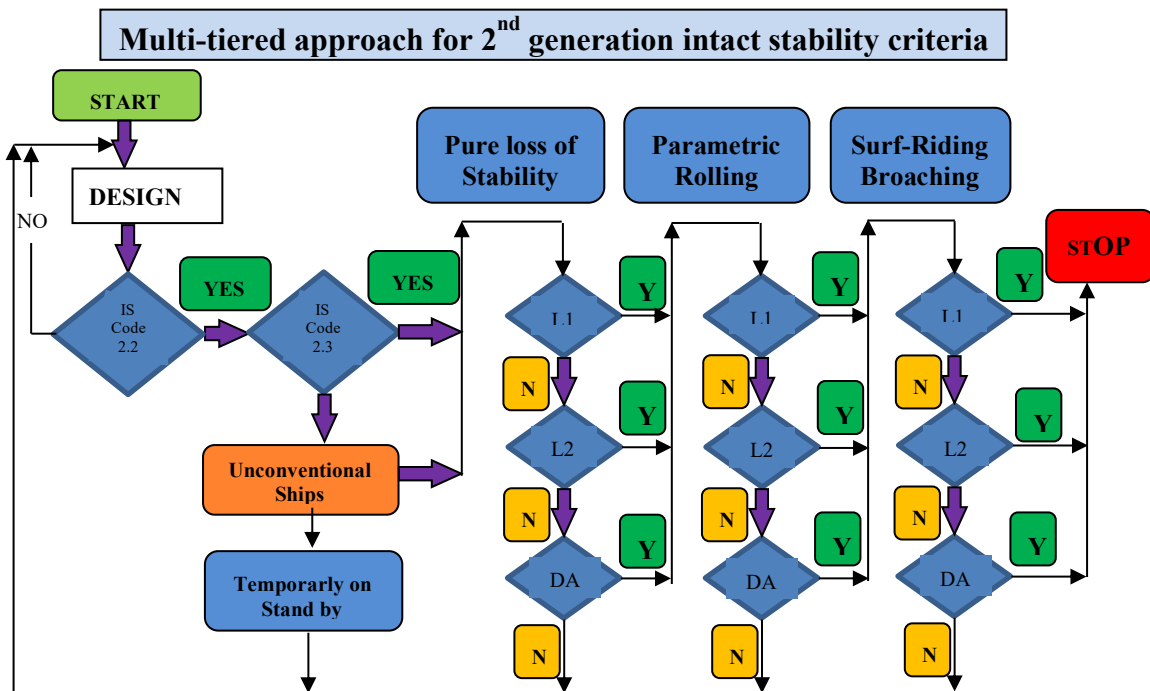 Multi-tiered approach for 2nd generation intact stability criteria
START
DESIGN
NO
IS
Code
2.2
YES
IS
Code
2.3
YES
Unconventional
Ships
Temporarly on
Stand by
Pure loss of
Stability
L1
Y
N
L2
Y
N
DA
Y
N
Parametric
Rolling
L1
Y
N
L2
Y
N
DA
Y
N
Surf-Riding
Broaching
L1
Y
N
L2
Y
N
DA
Y
N
STOP